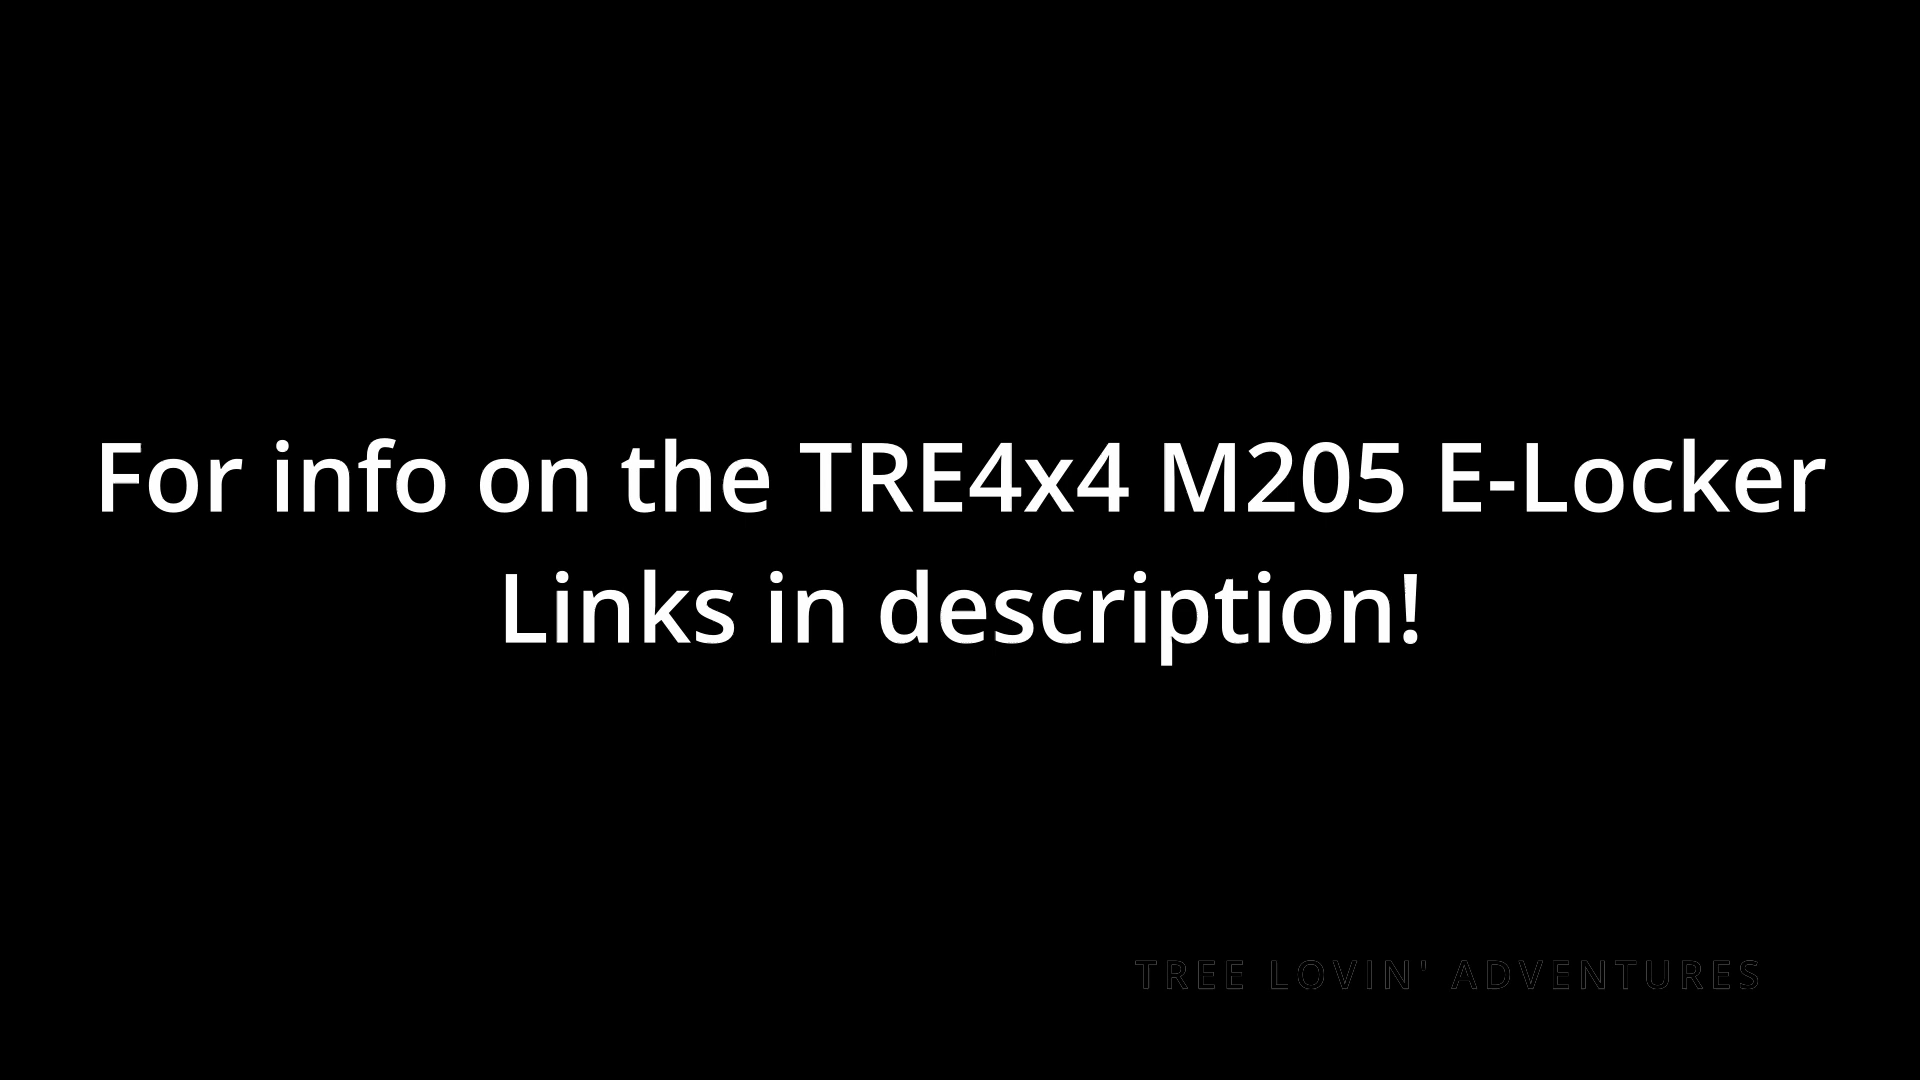 For info on the TRE4x4 M205 E-Locker
Links in description!
TREE LOVIN' ADVENTURES